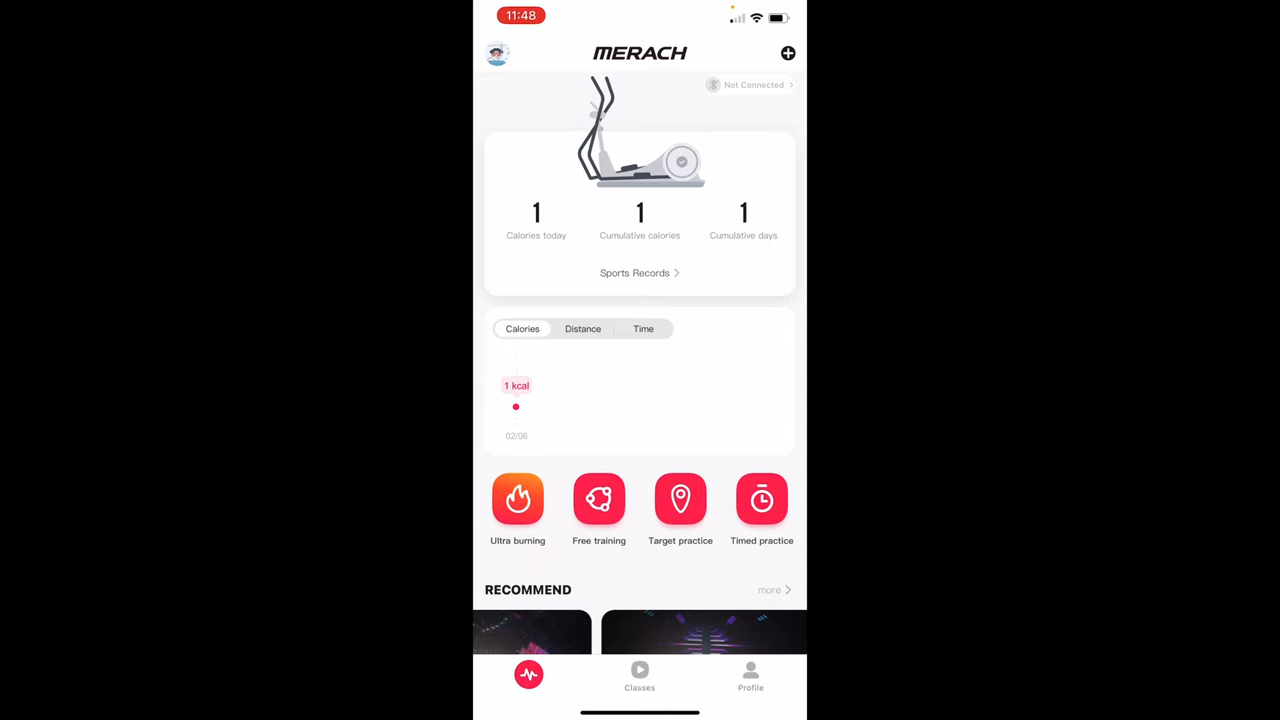 11:48
MERACH
Not Connected
1 1 1
Calories today Cumulative calories Cumulative days
Sports Records
Calories Distance Time
1 kcal
02/06
Ultra burning Free training Target practice Timed practice
RECOMMEND more
Classes Profile